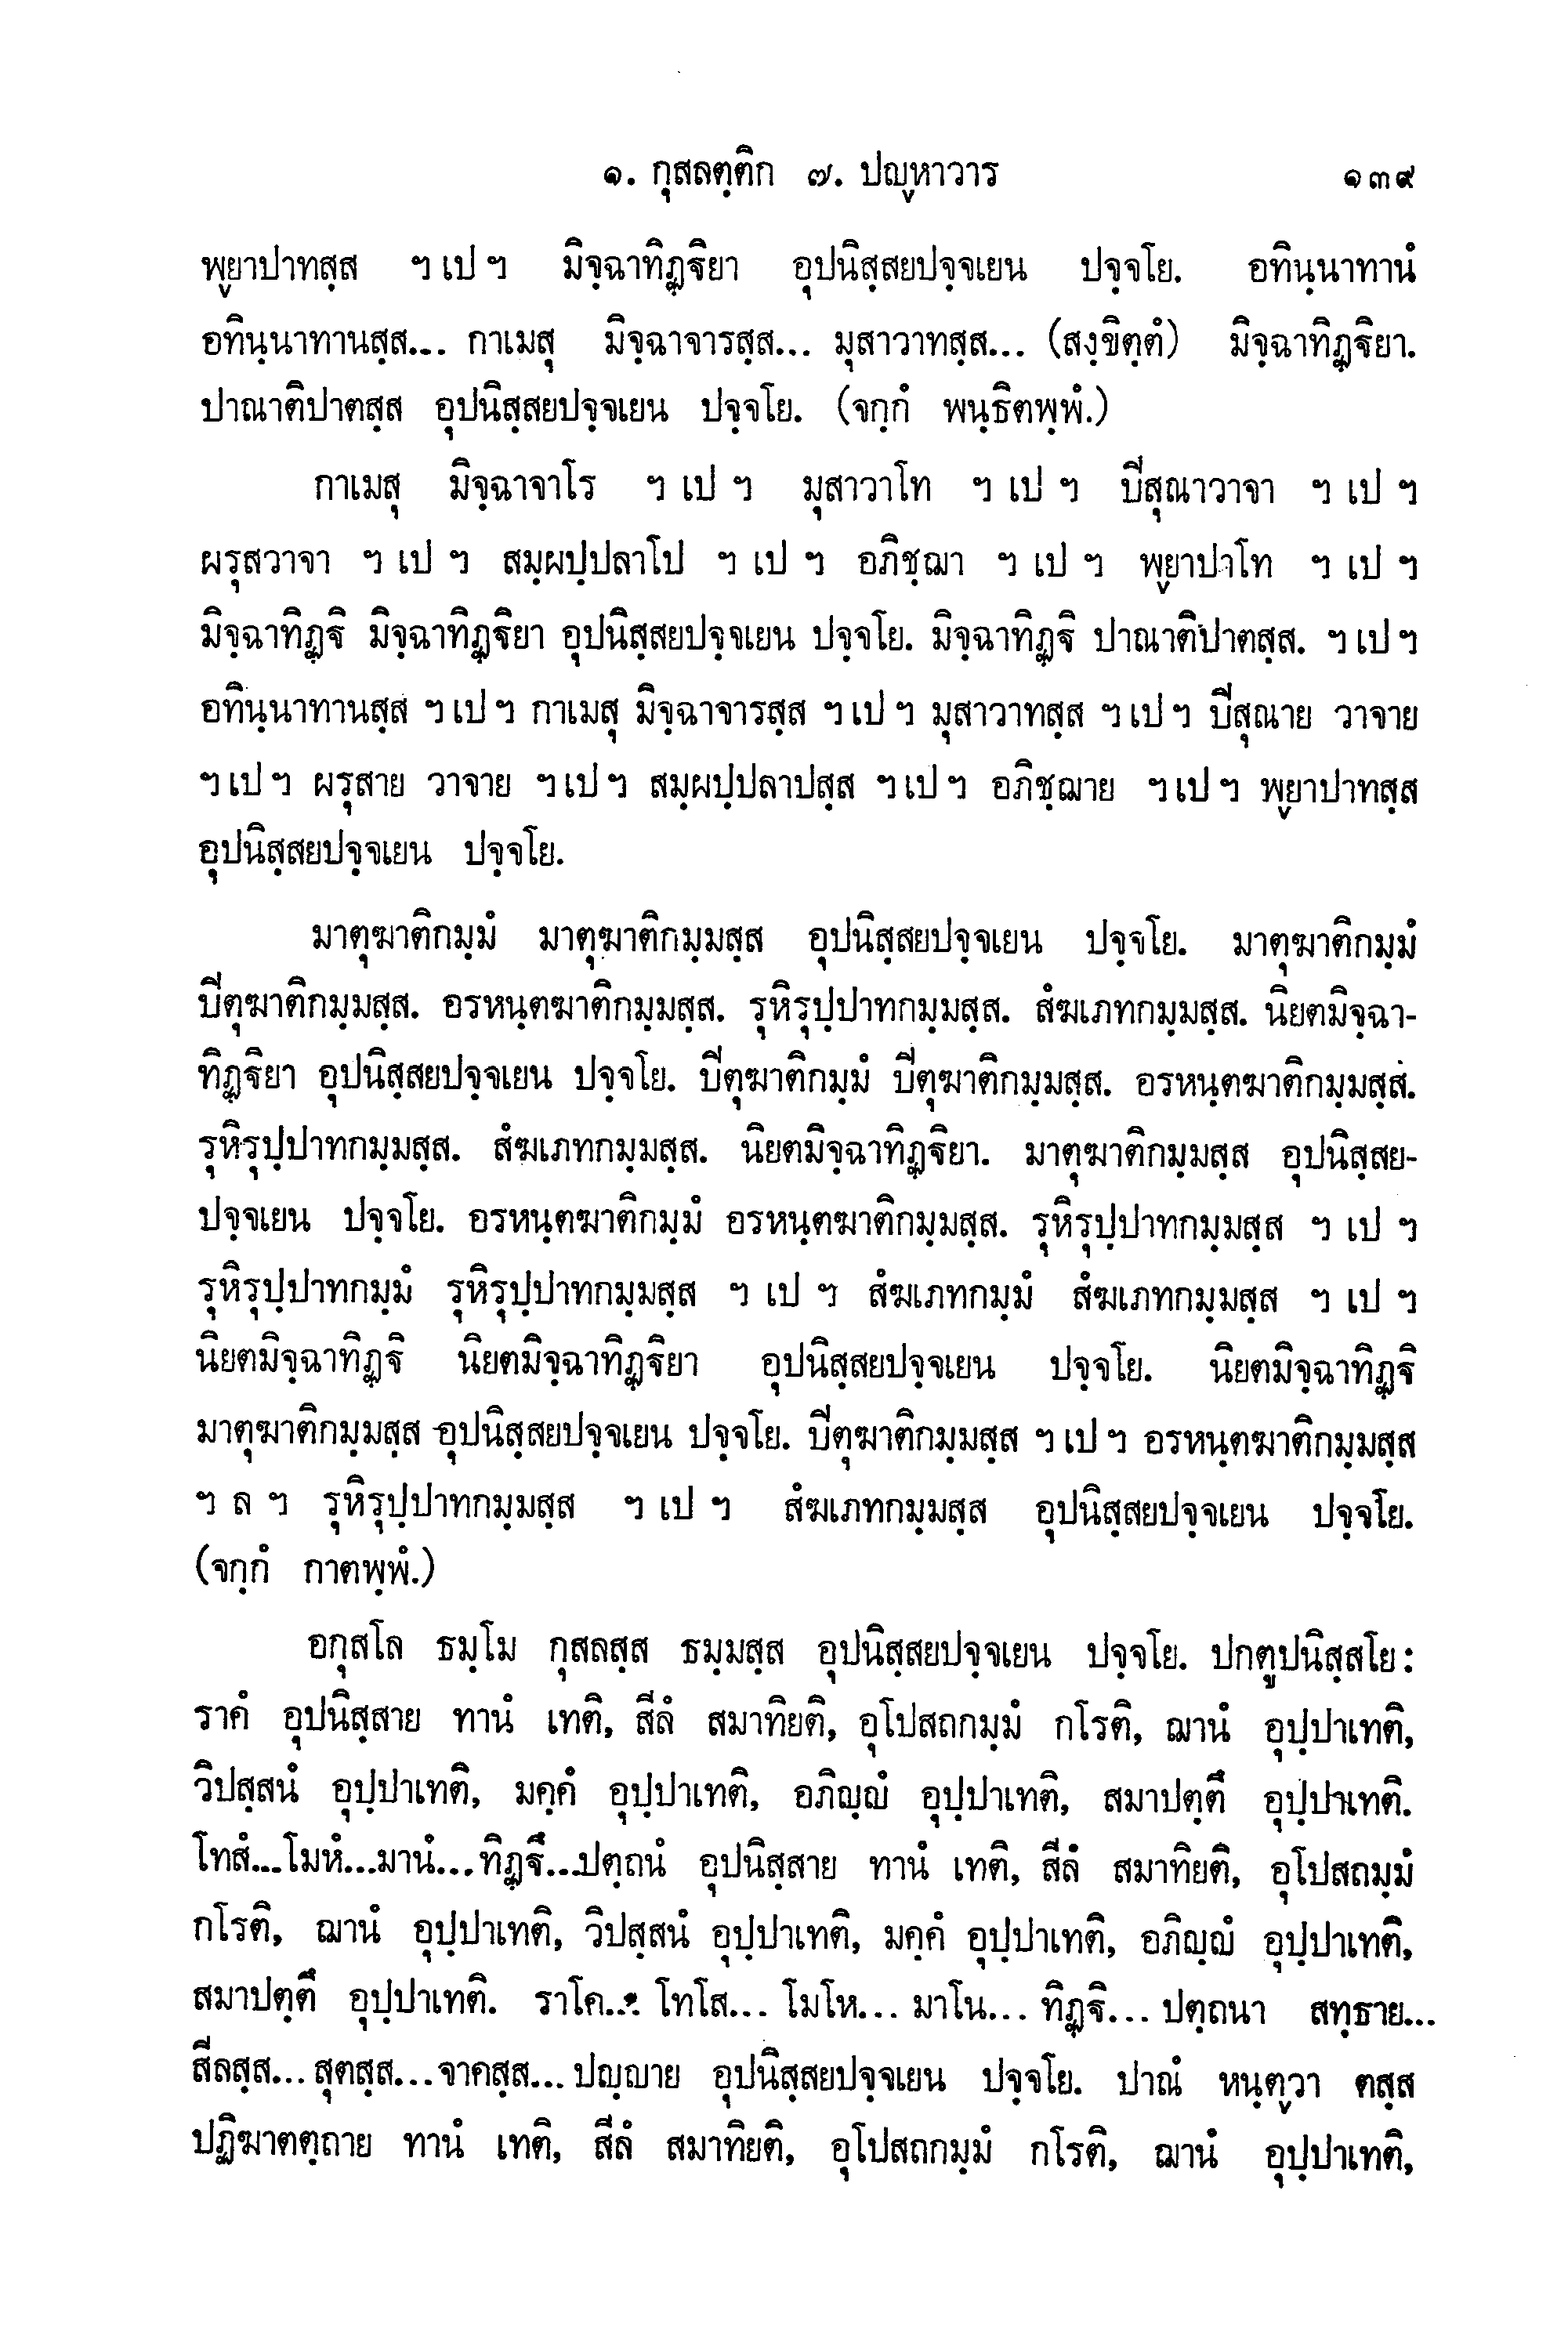 ๑. กุสลตฺติก ๗. ปญฺหาวาร ๑๓๙
พฺยาปาทสฺส ฯ เป ฯ มิจฺฉาทิฏฺฐิยา อุปนิสฺสยปจฺจเยน ปจฺจโย. อทินฺนาทานํ
อทินฺนาทานสฺส... กาเมสุ มิจฺฉาจารสฺส... มุสาวาทสฺส... (สงฺขิตฺตํ) มิจฺฉาทิฏฺฐิยา.
ปาณาติปาตสฺส อุปนิสฺสยปจฺจเยน ปจฺจโย. (จกฺกํ พนฺธิตพฺพํ.)
กาเมสุ มิจฺฉาจาโร ฯ เป ฯ มุสาวาโท ฯ เป ฯ ปีสุณาวาจา ฯ เป ฯ
ผรุสวาจา ฯ เป ฯ สมฺผปฺปลาโป ฯ เป ฯ อภิชฺฌา ฯ เป ฯ พฺยาปาโท ฯ เป ฯ
มิจฺฉาทิฏฺฐิ มิจฺฉาทิฏฺฐิยา อุปนิสฺสยปจฺจเยน ปจฺจโย. มิจฺฉาทิฏฺฐิ ปาณาติปาตสฺส. ฯ เป ฯ
อทินฺนาทานสฺส ฯ เป ฯ กาเมสุ มิจฺฉาจารสฺส ฯ เป ฯ มุสาวาทสฺส ฯ เป ฯ ปีสุณาย วาจาย
ฯ เป ฯ ผรุสาย วาจาย ฯ เป ฯ สมฺผปฺปลาปสฺส ฯ เป ฯ อภิชฺฌาย ฯ เป ฯ พฺยาปาทสฺส
อุปนิสฺสยปจฺจเยน ปจฺจโย.
มาตุฆาติกมฺมํ มาตุฆาติกมฺมสฺส อุปนิสฺสยปจฺจเยน ปจฺจโย. มาตุฆาติกมฺมํ
ปีตุฆาติกมฺมสฺส. อรหนฺตฆาติกมฺมสฺส. รุหิรุปฺปาทกมฺมสฺส. สํฆเภทกมฺมสฺส. นิยตมิจฺฉา-
ทิฏฺฐิยา อุปนิสฺสยปจฺจเยน ปจฺจโย. ปีตุฆาติกมฺมํ ปีตุฆาติกมฺมสฺส. อรหนฺตฆาติกมฺมสฺส.
รุหิรุปฺปาทกมฺมสฺส. สํฆเภทกมฺมสฺส. นิยตมิจฺฉาทิฏฺฐิยา. มาตุฆาติกมฺมสฺส อุปนิสฺสย-
ปจฺจเยน ปจฺจโย. อรหนฺตฆาติกมฺมํ อรหนฺตฆาติกมฺมสฺส. รุหิรุปฺปาทกมฺมสฺส ฯ เป ฯ
รุหิรุปฺปาทกมฺมํ รุหิรุปฺปาทกมฺมสฺส ฯ เป ฯ สํฆเภทกมฺมํ สํฆเภทกมฺมสฺส ฯ เป ฯ
นิยตมิจฺฉาทิฏฺฐิ นิยตมิจฺฉาทิฏฺฐิยา อุปนิสฺสยปจฺจเยน ปจฺจโย. นิยตมิจฺฉาทิฏฺฐิ
มาตุฆาติกมฺมสฺส อุปนิสฺสยปจฺจเยน ปจฺจโย. ปีตุฆาติกมฺมสฺส ฯ เป ฯ อรหนฺตฆาติกมฺมสฺส
ฯ ล ฯ รุหิรุปฺปาทกมฺมสฺส ฯ เป ฯ สํฆเภทกมฺมสฺส อุปนิสฺสยปจฺจเยน ปจฺจโย.
(จกฺกํ กาตพฺพํ.)
อกุสโล ธมฺโม กุสลสฺส ธมฺมสฺส อุปนิสฺสยปจฺจเยน ปจฺจโย. ปกตูปนิสฺสโย:
ราคํ อุปนิสฺสาย ทานํ เทติ, สีลํ สมาทิยติ, อุโปสถกมฺมํ กโรติ, ฌานํ อุปฺปาเทติ,
วิปสฺสนํ อุปฺปาเทติ, มคฺคํ อุปฺปาเทติ, อภิญฺญํ อุปฺปาเทติ, สมาปตฺตึ อุปฺปาเทติ.
โทสํ...โมหํ...มานํ...ทิฏฺฐึ...ปตฺถนํ อุปนิสฺสาย ทานํ เทติ, สีลํ สมาทิยติ, อุโปสถมฺมํ
กโรติ, ฌานํ อุปฺปาเทติ, วิปสฺสนํ อุปฺปาเทติ, มคฺคํ อุปฺปาเทติ, อภิญฺญํ อุปฺปาเทติ,
สมาปตฺตึ อุปฺปาเทติ. ราโค... โทโส... โมโห... มาโน... ทิฏฺฐิ... ปตฺถนา สทฺธาย...
สีลสฺส... สุตสฺส...จาคสฺส... ปญฺญาย อุปนิสฺสยปจฺจเยน ปจฺจโย. ปาณํ หนฺตฺวา ตสฺส
ปฏิฆาตตฺถาย ทานํ เทติ, สีลํ สมาทิยติ, อุโปสถกมฺมํ กโรติ, ฌานํ อุปฺปาเทติ,